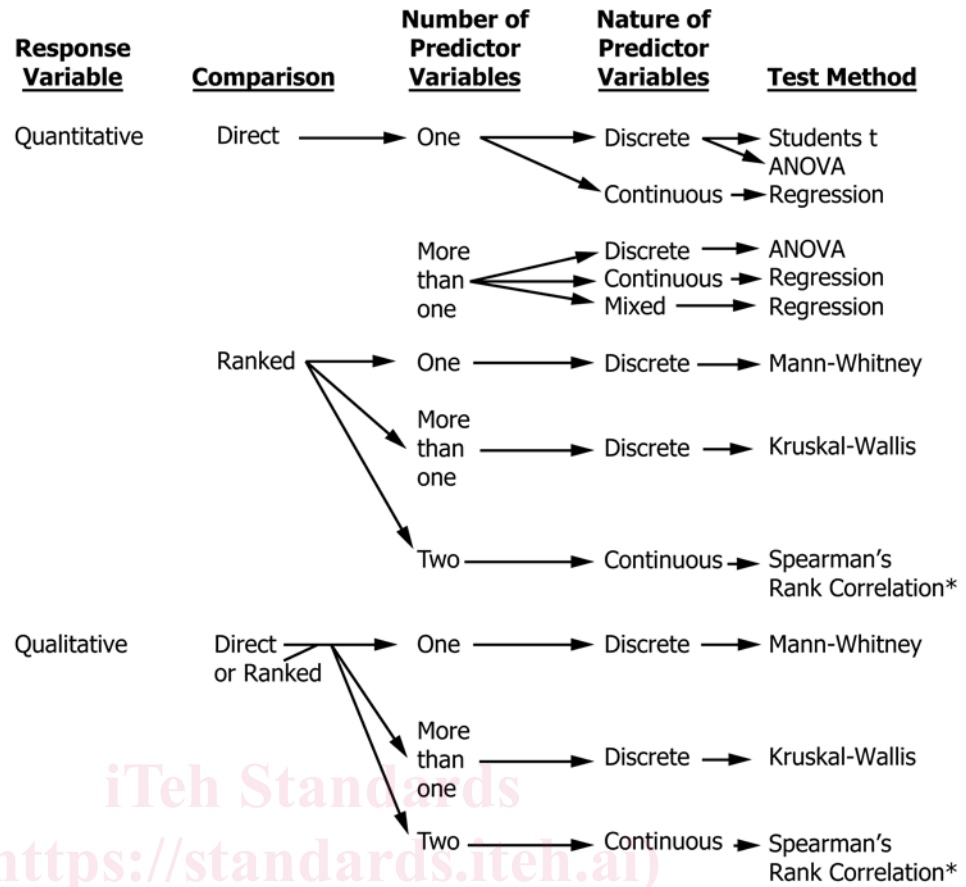 Response Variable Comparison Number of Predictor Variables Nature of Predictor Variables Test Method
Quantitative Direct One Discrete Students t
ANOVA
Continuous Regression
More than one Discrete ANOVA
Continuous Regression
Mixed Regression
Ranked One Discrete Mann-Whitney
More than one Discrete Kruskal-Wallis
Two Continuous Spearman's
Rank Correlation*
Qualitative Direct or Ranked One Discrete Mann-Whitney
More than one Discrete Kruskal-Wallis
Two Continuous Spearman's
Rank Correlation*
iTeh Standards
https://standards.iteh.ai)